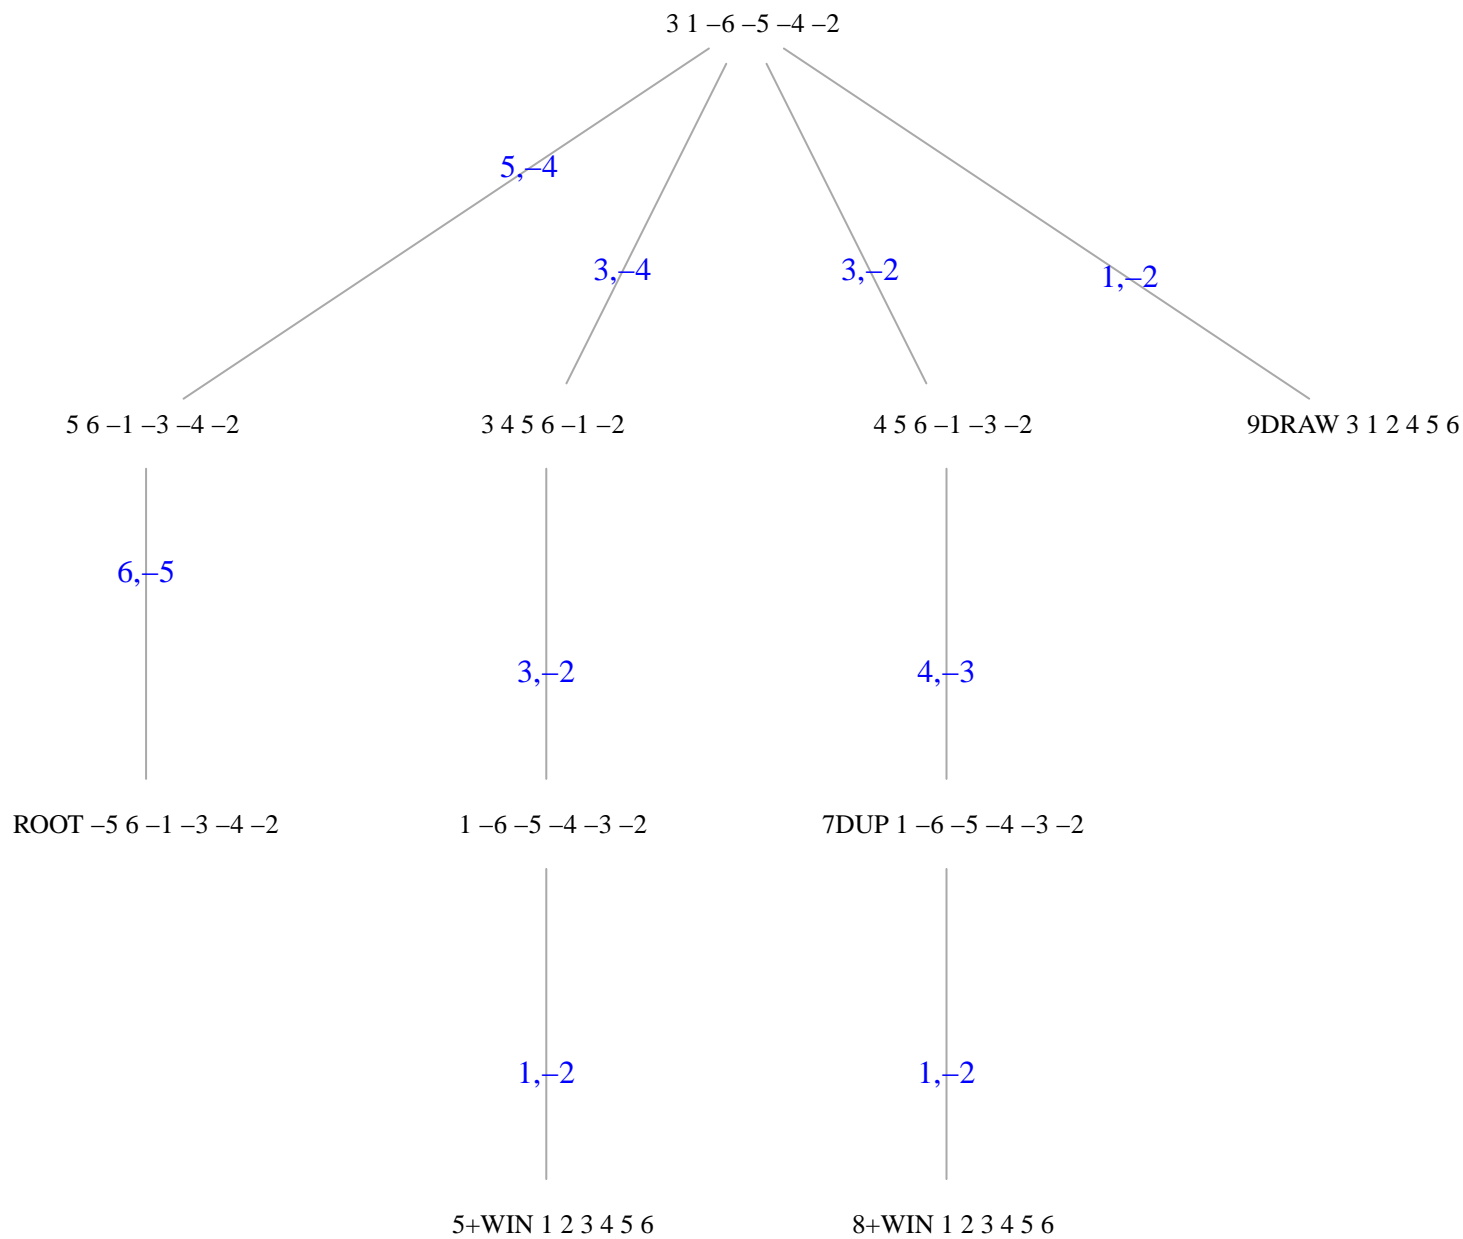 3 1 –6 –5 –4 –2
5,–4
3,–4
3,–2
1,–2
5 6 –1 –3 –4 –2
3 4 5 6 –1 –2
4 5 6 –1 –3 –2
9DRAW 3 1 2 4 5 6
6,–5
3,–2
4,–3
ROOT –5 6 –1 –3 –4 –2
1 –6 –5 –4 –3 –2
7DUP 1 –6 –5 –4 –3 –2
1,–2
1,–2
5+WIN 1 2 3 4 5 6
8+WIN 1 2 3 4 5 6